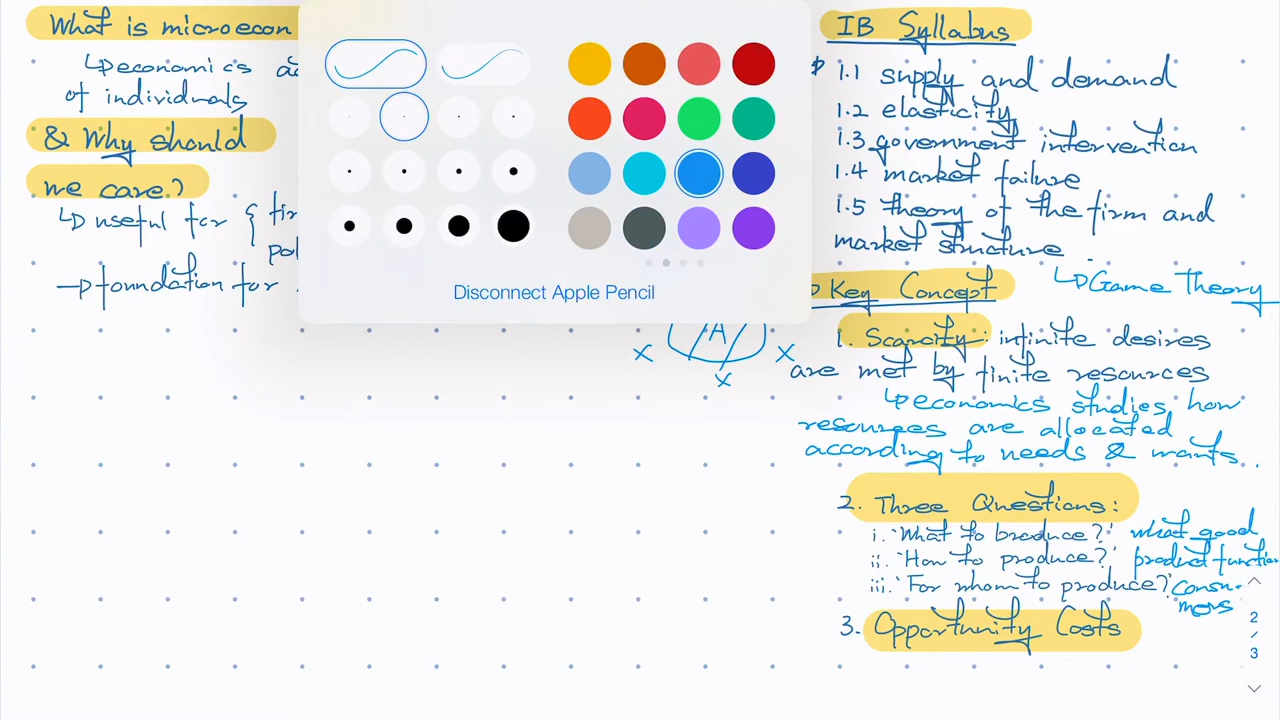 What is microecon
↳economics
of individuals
& Why should
we care?
↳useful for {
→foundation for
Disconnect Apple Pencil
A
x x
x
IB Syllabus
1.1 supply and demand
1.2 elasticity
1.3 government intervention
1.4 market failure
1.5 theory of the firm and
market structure
↳Game Theory
Key Concept
1. Scarcity: infinite desires
are met by finite resources
↳economics studies how
resources are allocated
according to needs & wants.
2. Three Questions:
i. 'What to produce?' what good
ii. 'How to produce?' product function
iii. 'For whom to produce?' consu-
mers
3. Opportunity Costs
2
/
3